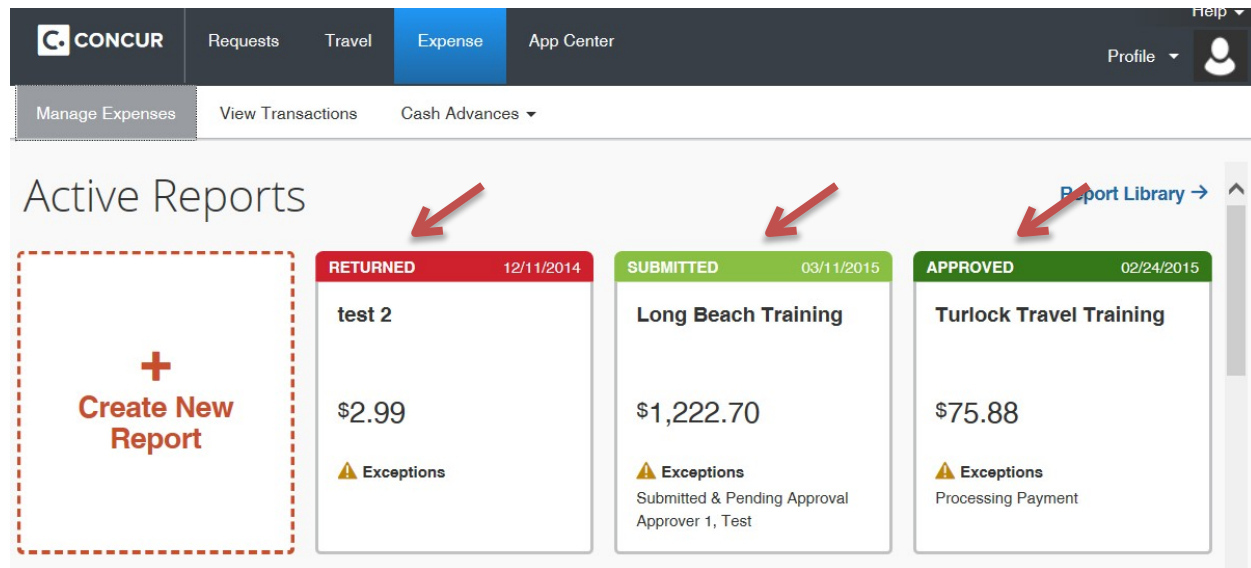 Help
C. CONCUR Requests Travel Expense App Center
Profile
Manage Expenses View Transactions Cash Advances
Active Reports
Report Library →
+
Create New
Report
RETURNED 12/11/2014
test 2
$2.99
Exceptions
SUBMITTED 03/11/2015
Long Beach Training
$1,222.70
Exceptions
Submitted & Pending Approval
Approver 1, Test
APPROVED 02/24/2015
Turlock Travel Training
$75.88
Exceptions
Processing Payment